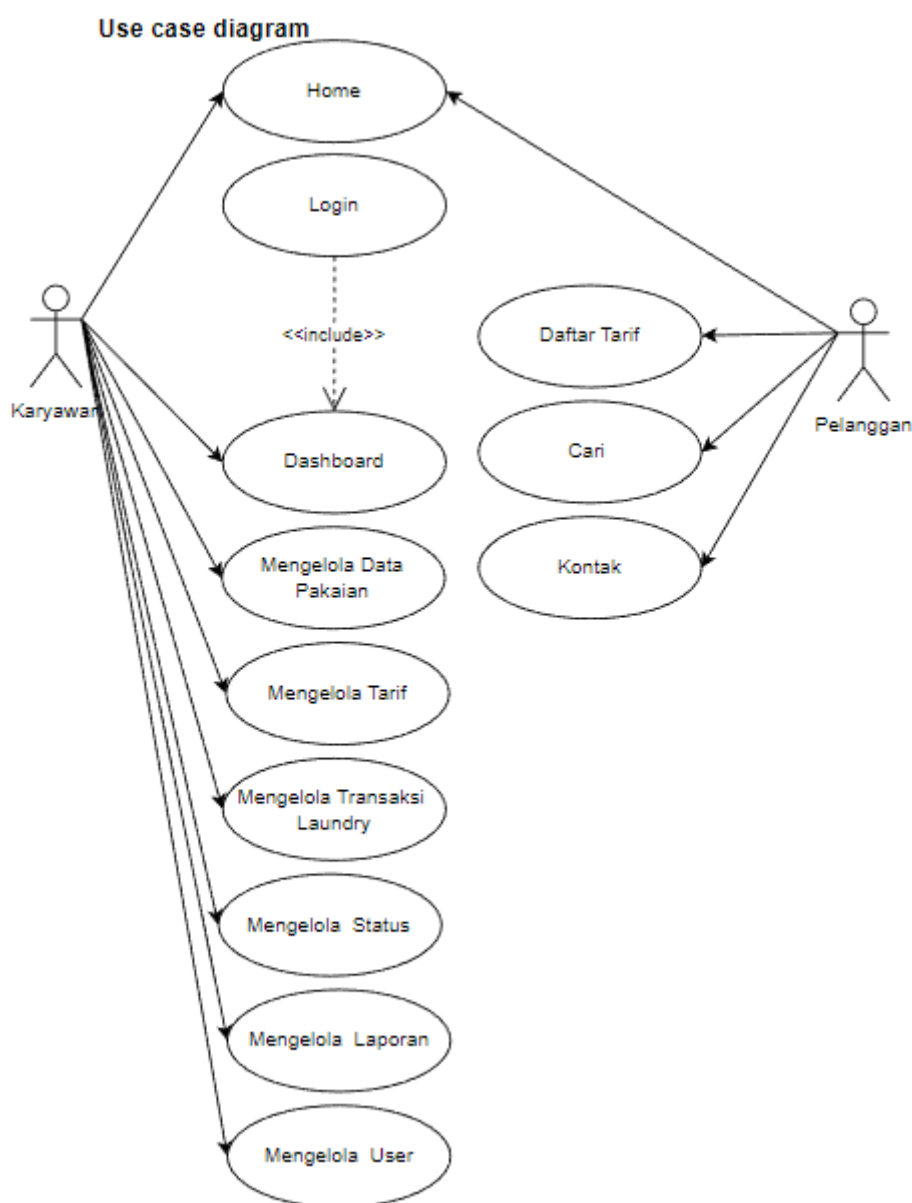 Use case diagram
Home
Login
<<include>>
Daftar Tarif
Karyawan
Pelanggan
Cari
Dashboard
Kontak
Mengelola Data
Pakaian
Mengelola Tarif
Mengelola Transaksi
Laundry
Mengelola Status
Mengelola Laporan
Mengelola User